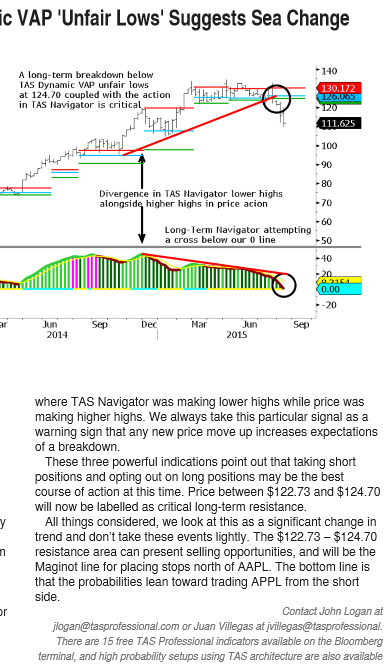 ic VAP 'Unfair Lows' Suggests Sea Change
A long-term breakdown below
TAS Dynamic VAP unfair lows
at 124.70 coupled with the action
in TAS Navigator is critical
140
130.172
126.065
120
111.625
100
90
80
70
60
50
Divergence in TAS Navigator lower highs
alongside higher highs in price acion
Long-Term Navigator attempting
a cross below our 0 line
40
20
0.00
-20
ar
Jun
Sep
Dec
Mar
Jun
Sep
2014
2015
where TAS Navigator was making lower highs while price was
making higher highs. We always take this particular signal as a
warning sign that any new price move up increases expectations
of a breakdown.
These three powerful indications point out that taking short
positions and opting out on long positions may be the best
course of action at this time. Price between $122.73 and $124.70
will now be labelled as critical long-term resistance.
All things considered, we look at this as a significant change in
trend and don't take these events lightly. The $122.73 – $124.70
resistance area can present selling opportunities, and will be the
Maginot line for placing stops north of AAPL. The bottom line is
that the probabilities lean toward trading APPL from the short
side.
y
m
or
Contact John Logan at
jlogan@tasprofessional.com or Juan Villegas at jvillegas@tasprofessional.
There are 15 free TAS Professional indicators available on the Bloomberg
terminal, and high probability setups using TAS architecture are also available